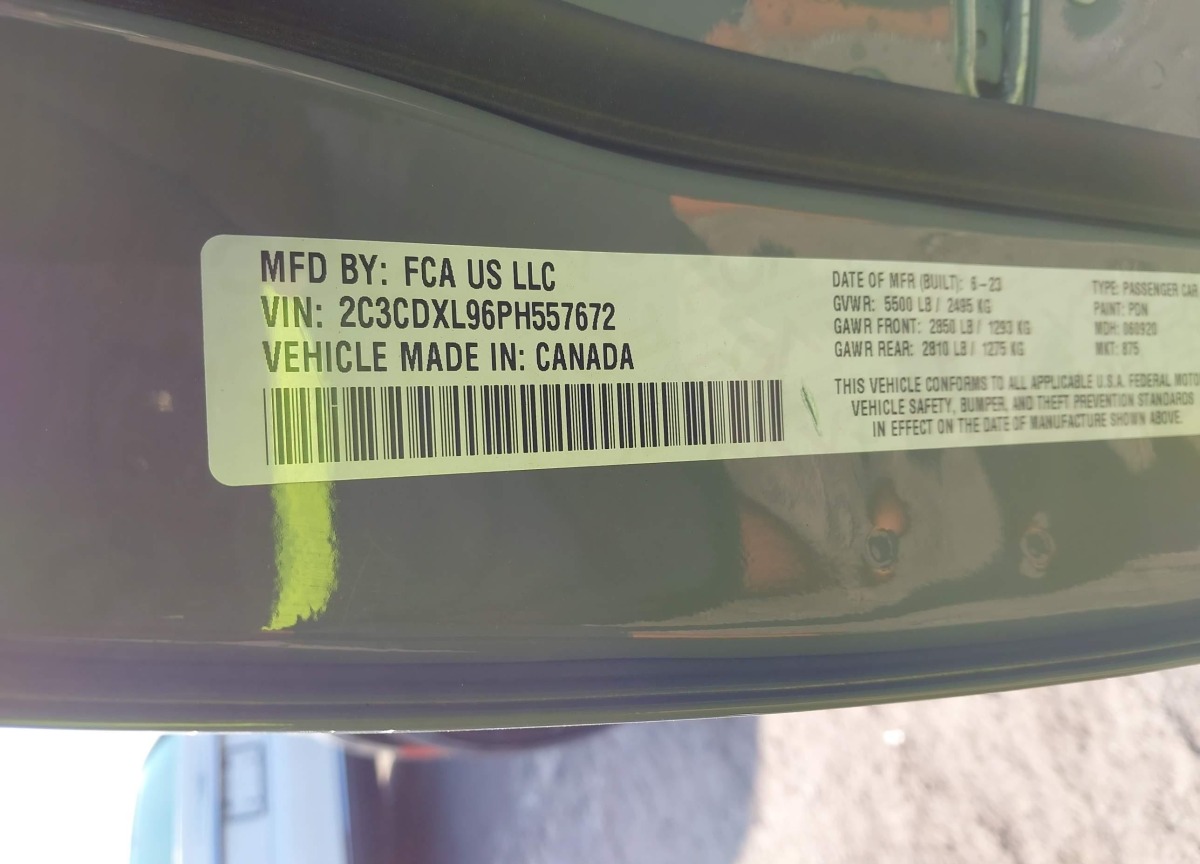 MFD BY: FCA US LLC
VIN: 2C3CDXL96PH557672
VEHICLE MADE IN: CANADA
DATE OF MFR (BUILT): 6-23
GVWR: 5500 LB / 2495 KG
GAWR FRONT: 2850 LB / 1293 KG
GAWR REAR: 2810 LB / 1275 KG
TYPE: PASSENGER CAR
PAINT: PDN
MDH: 060920
MKT: 875
THIS VEHICLE CONFORMS TO ALL APPLICABLE U.S.A. FEDERAL MOTO
VEHICLE SAFETY, BUMPER, AND THEFT PREVENTION STANDARDS
IN EFFECT ON THE DATE OF MANUFACTURE SHOWN ABOVE.